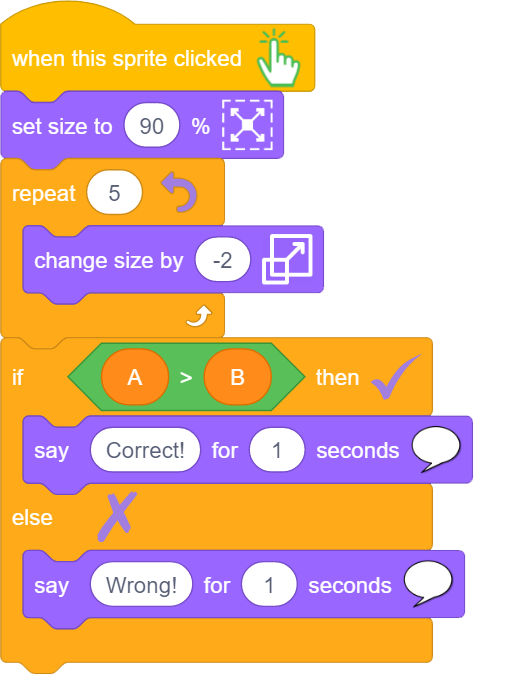 when this sprite clicked
set size to 90 %
repeat 5
change size by -2
if A > B then
say Correct! for 1 seconds
else
say Wrong! for 1 seconds